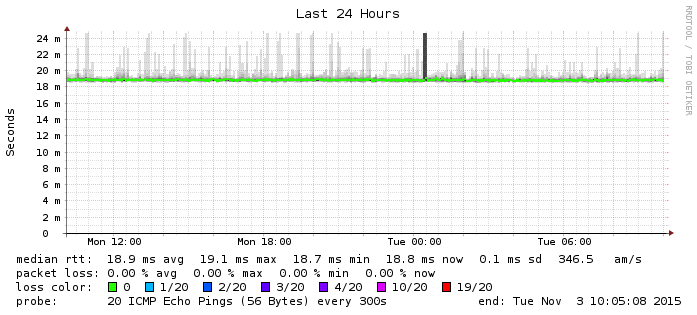 Last 24 Hours
RRDTOOL / TOBI OETIKER
Seconds
24 m
22 m
20 m
18 m
16 m
14 m
12 m
10 m
8 m
6 m
4 m
2 m
0
Mon 12:00 Mon 18:00 Tue 00:00 Tue 06:00
median rtt: 18.9 ms avg 19.1 ms max 18.7 ms min 18.8 ms now 0.1 ms sd 346.5 am/s
packet loss: 0.00 % avg 0.00 % max 0.00 % min 0.00 % now
loss color: 0 1/20 2/20 3/20 4/20 10/20 19/20
probe: 20 ICMP Echo Pings (56 Bytes) every 300s end: Tue Nov 3 10:05:08 2015